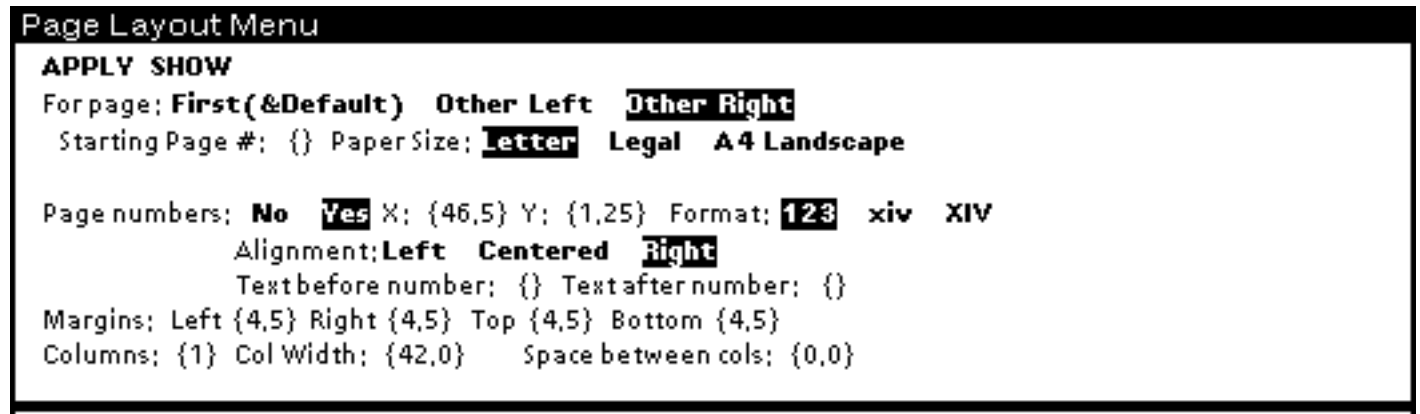 Page Layout Menu
APPLY SHOW
For page: First(&Default) Other Left Other Right
Starting Page #: {} Paper Size: Letter Legal A4 Landscape
Page numbers: No Yes X: {46.5} Y: {1.25} Format: 123 xiv XIV
Alignment: Left Centered Right
Text before number: {} Text after number: {}
Margins: Left {4.5} Right {4.5} Top {4.5} Bottom {4.5}
Columns: {1} Col Width: {42.0} Space between cols: {0.0}